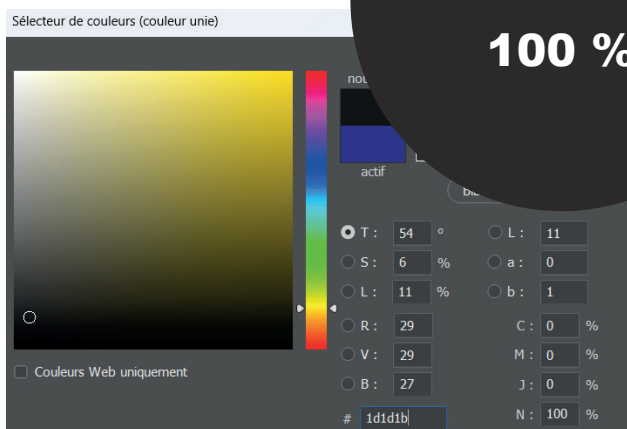 Sélecteur de couleurs (couleur unie)
100 %
actif
T : 54 °
L : 11
S : 6 %
a : 0
L : 11 %
b : 1
R : 29
C : 0 %
V : 29
M : 0 %
Couleurs Web uniquement
B : 27
J : 0 %
# 1d1d1b
N : 100 %